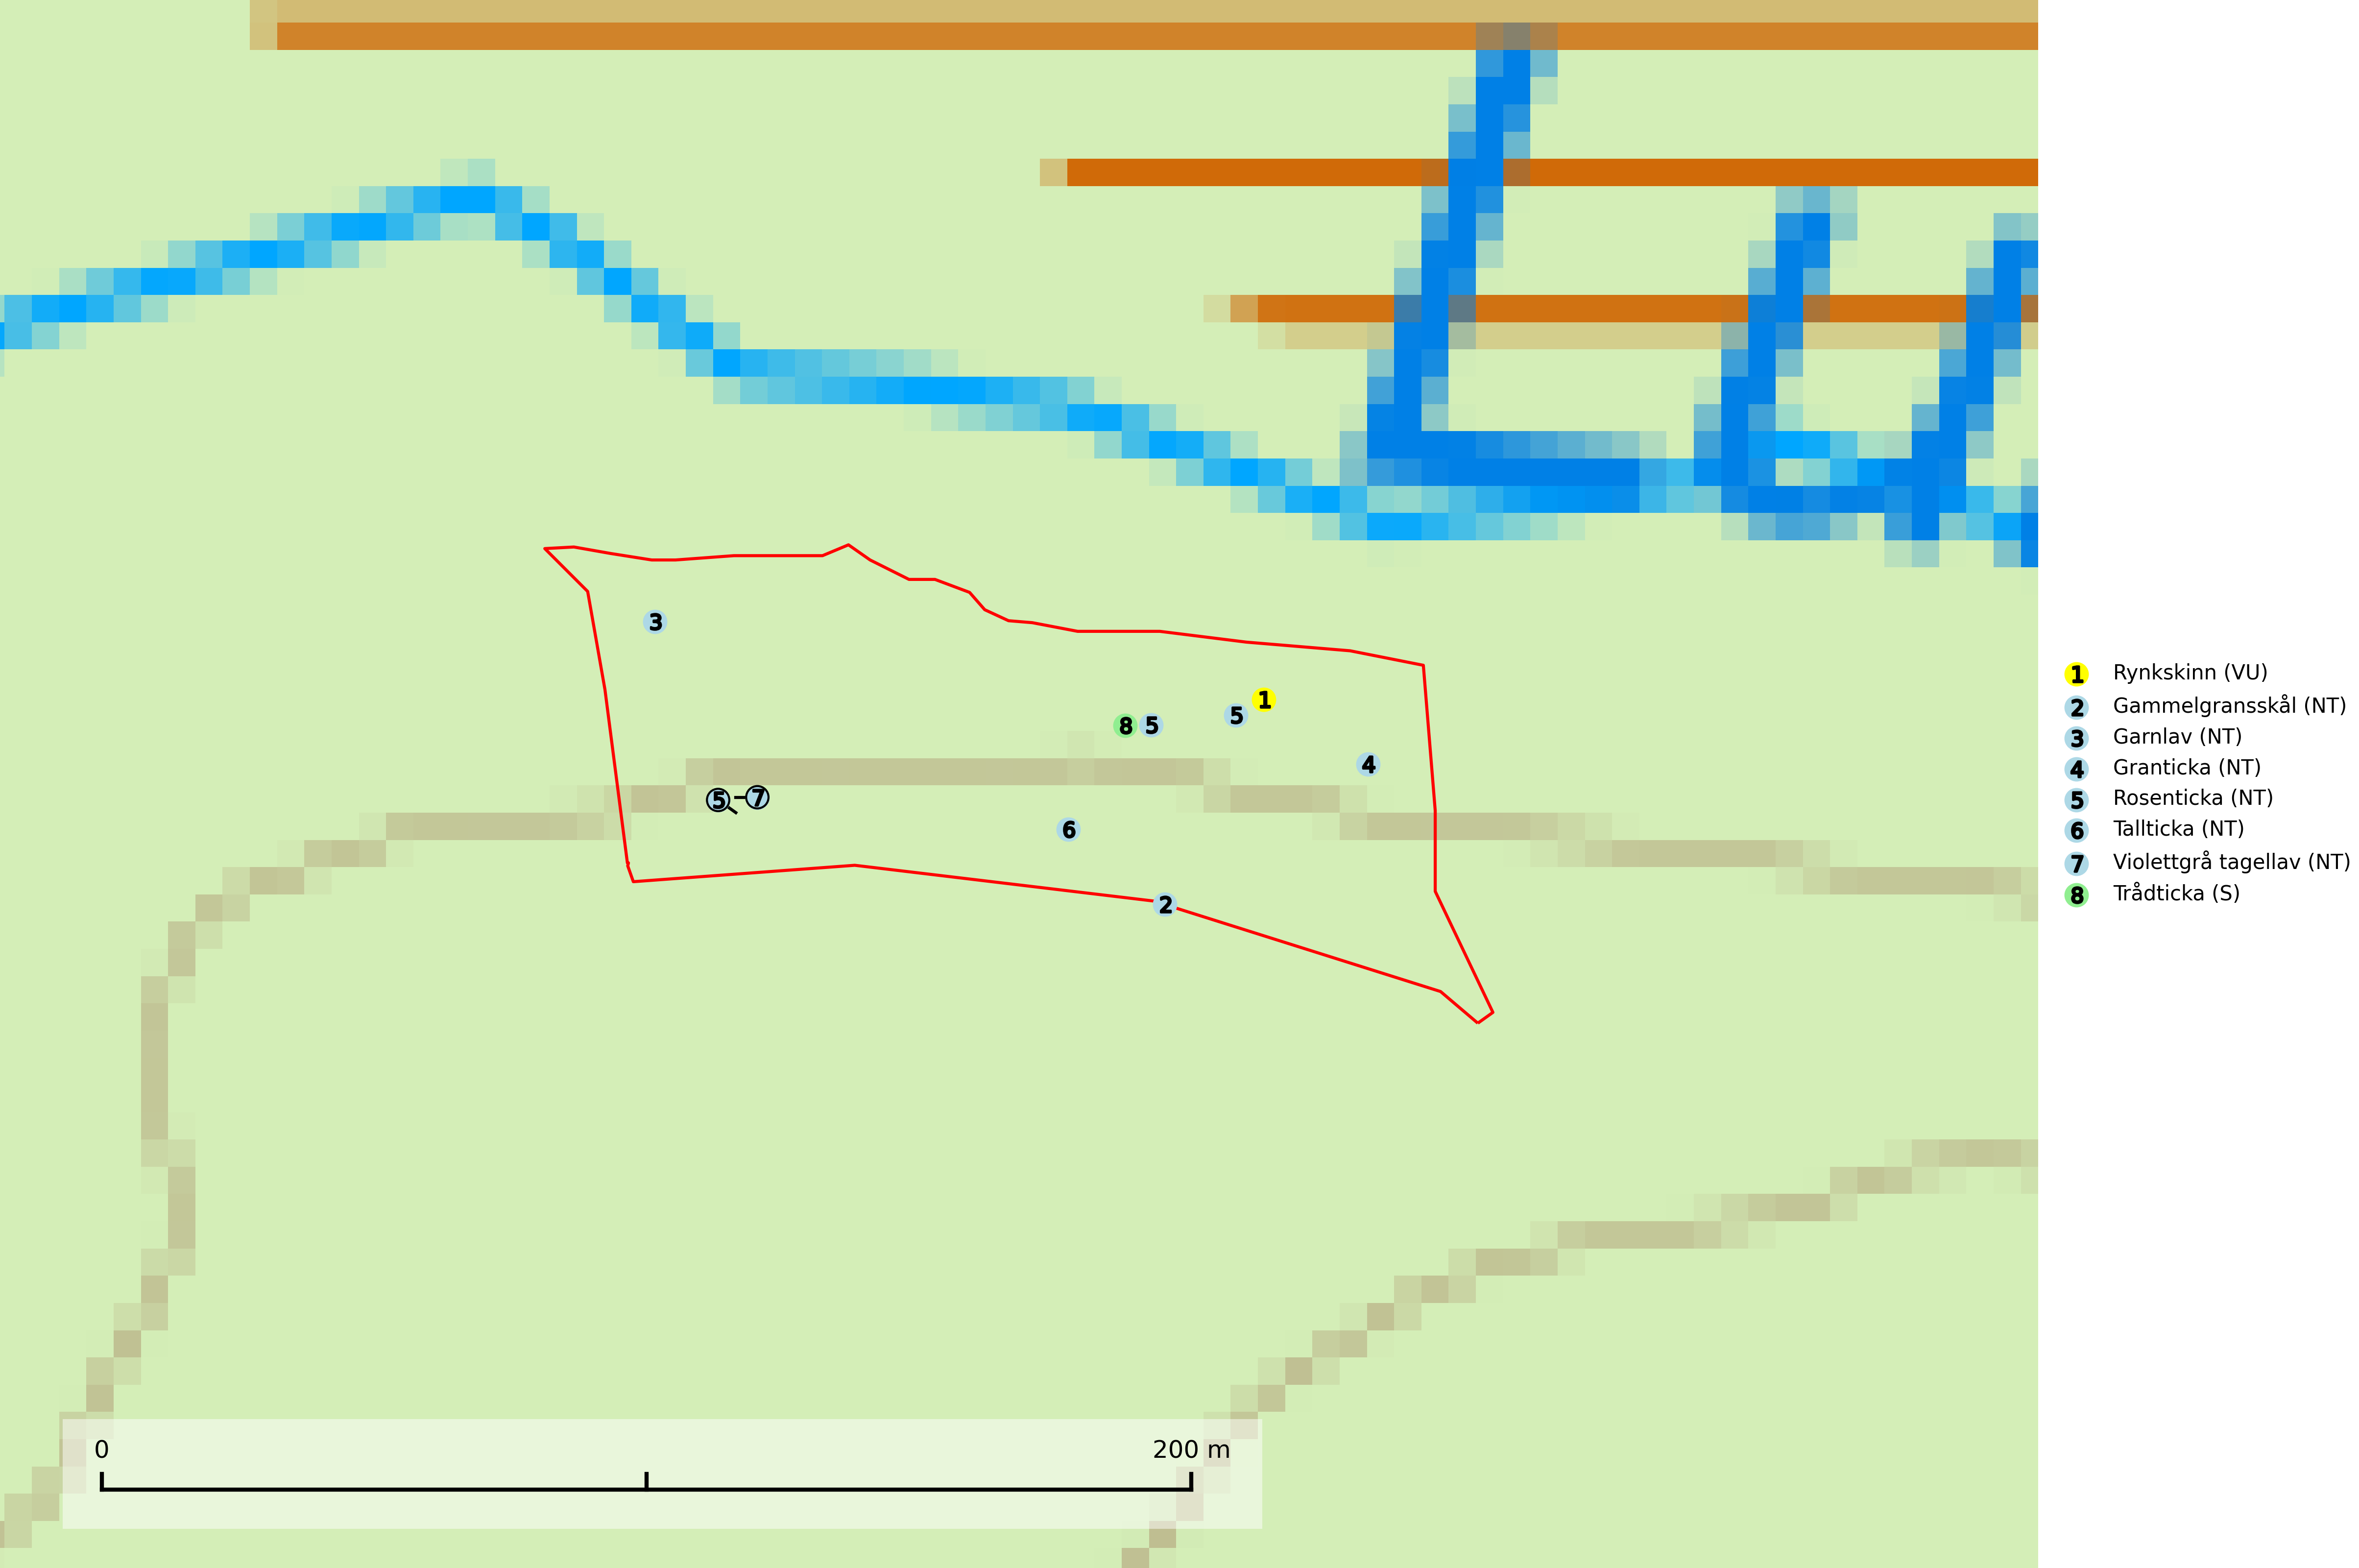 3
1
5
8 5
4
5 7
6
2
1 Rynkskinn (VU)
2 Gammelgransskål (NT)
3 Garnlav (NT)
4 Granticka (NT)
5 Rosenticka (NT)
6 Tallticka (NT)
7 Violettgrå tagellav (NT)
8 Trådticka (S)
0 200 m